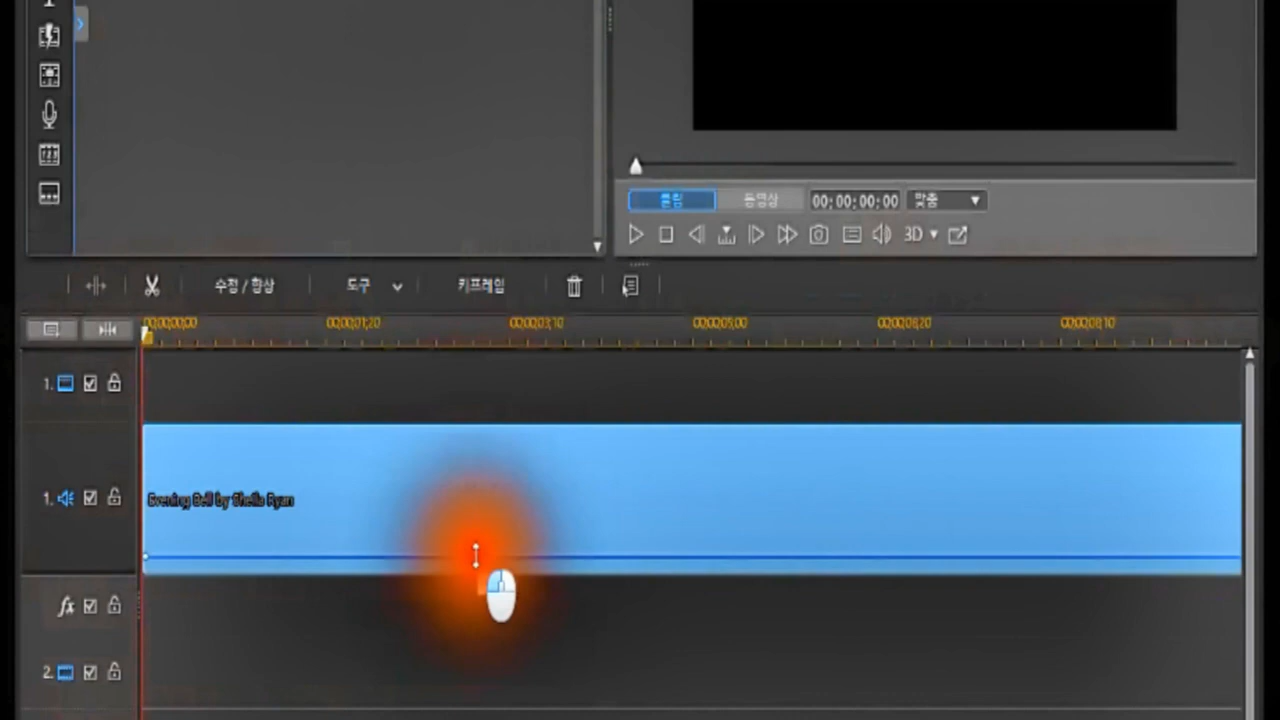 클립 동영상 00;00;00;00 맞춤
3D
수정 / 향상 도구 키프레임
00;00;00;00 00;00;01;20 00;00;03;10 00;00;05;00 00;00;06;20 00;00;08;10
1.
1. Evening Bell by Sheila Ryan
fx
2.